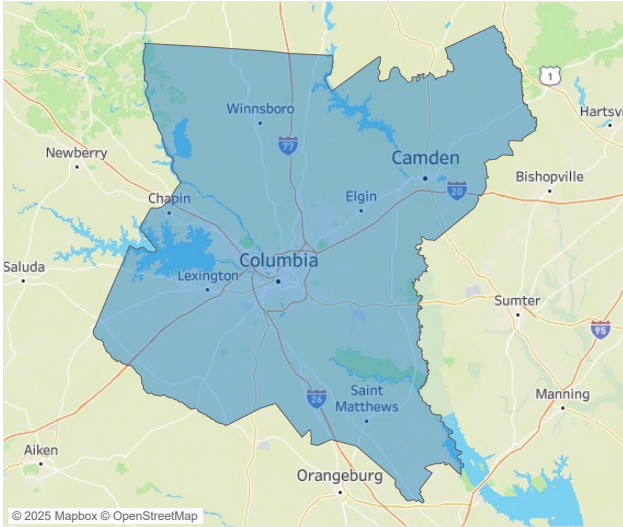 1
Hartsvi
Winnsboro
77
Newberry
Camden
Bishopville
20
Elgin
Chapin
Columbia
Saluda
Lexington
Sumter
95
26
Saint
Matthews
Manning
Aiken
Orangeburg
© 2025 Mapbox © OpenStreetMap